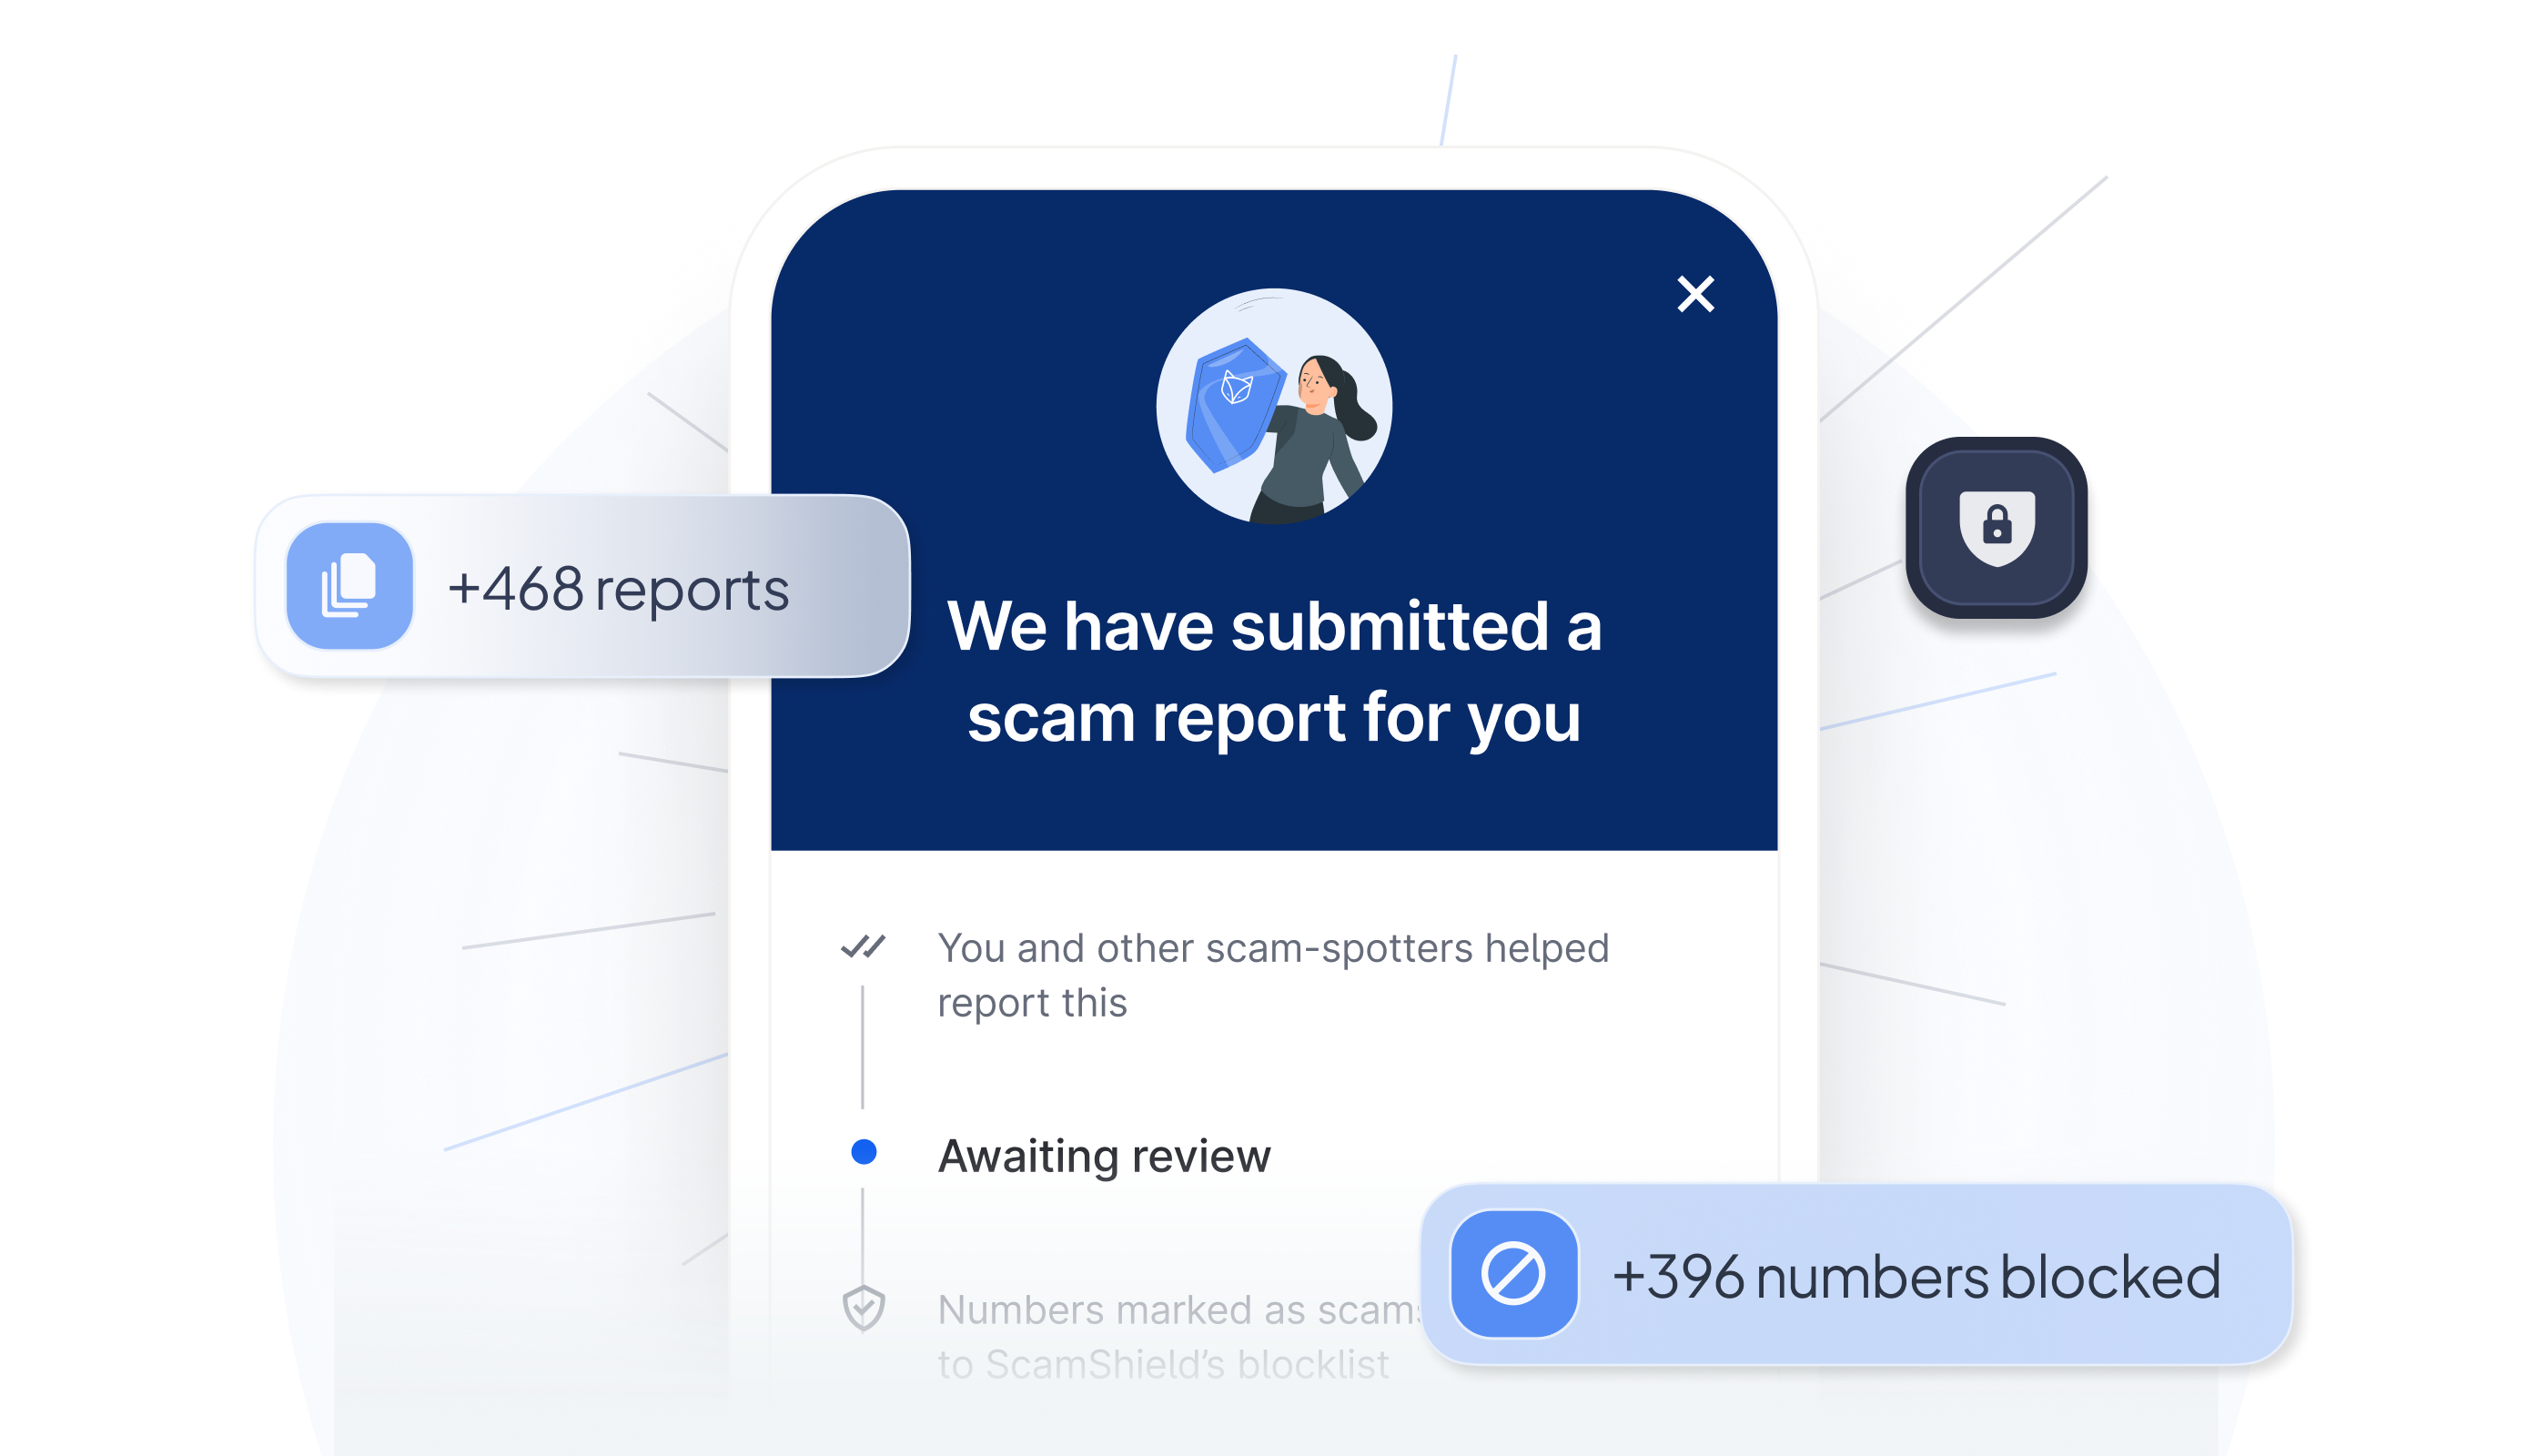 +468 reports
We have submitted a
scam report for you
You and other scam-spotters helped
report this
Awaiting review
Numbers marked as scams
to ScamShield’s blocklist
+396 numbers blocked